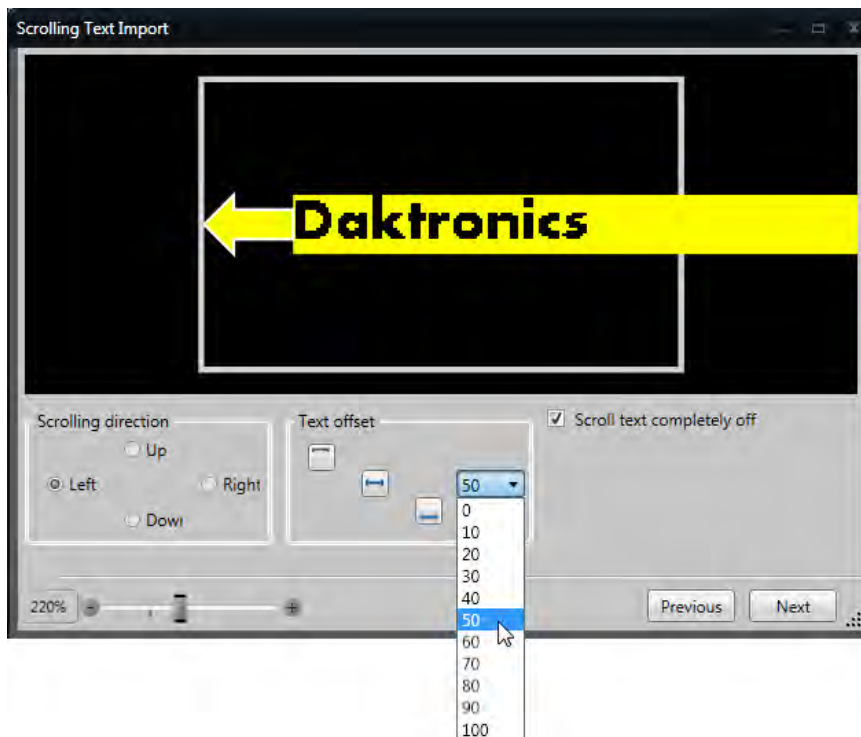 Scrolling Text Import
Daktronics
Scrolling direction
Up
Left
Right
Dowi
Text offset
50
0
10
20
30
40
50
60
70
80
90
100
Scroll text completely off
220%
Previous
Next